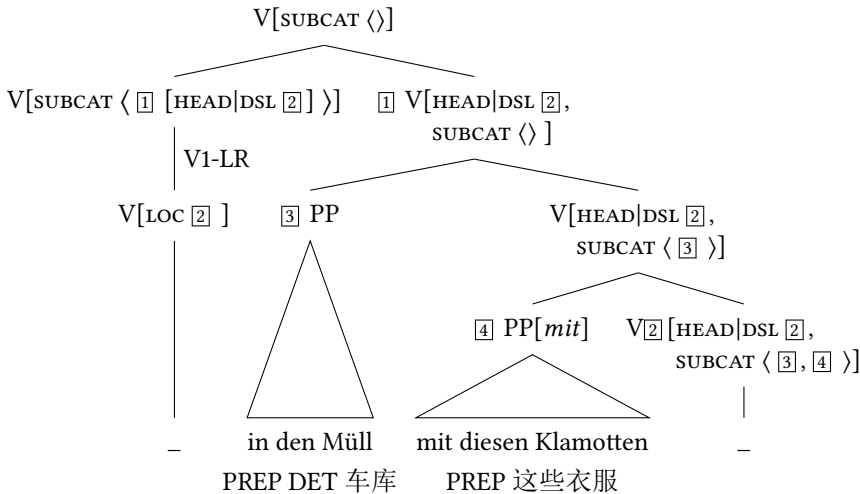 V[SUBCAT ⟨⟩]
V[SUBCAT ⟨ 1 [HEAD|DSL 2] ⟩] 1 V[HEAD|DSL 2,
SUBCAT ⟨⟩ ]
V1-LR
V[LOC 2 ] 3 PP V[HEAD|DSL 2,
SUBCAT ⟨ 3 ⟩]
4 PP[mit] V2[HEAD|DSL 2,
SUBCAT ⟨ 3, 4 ⟩]
_ in den Müll mit diesen Klamotten _
PREP DET 车库 PREP 这些衣服